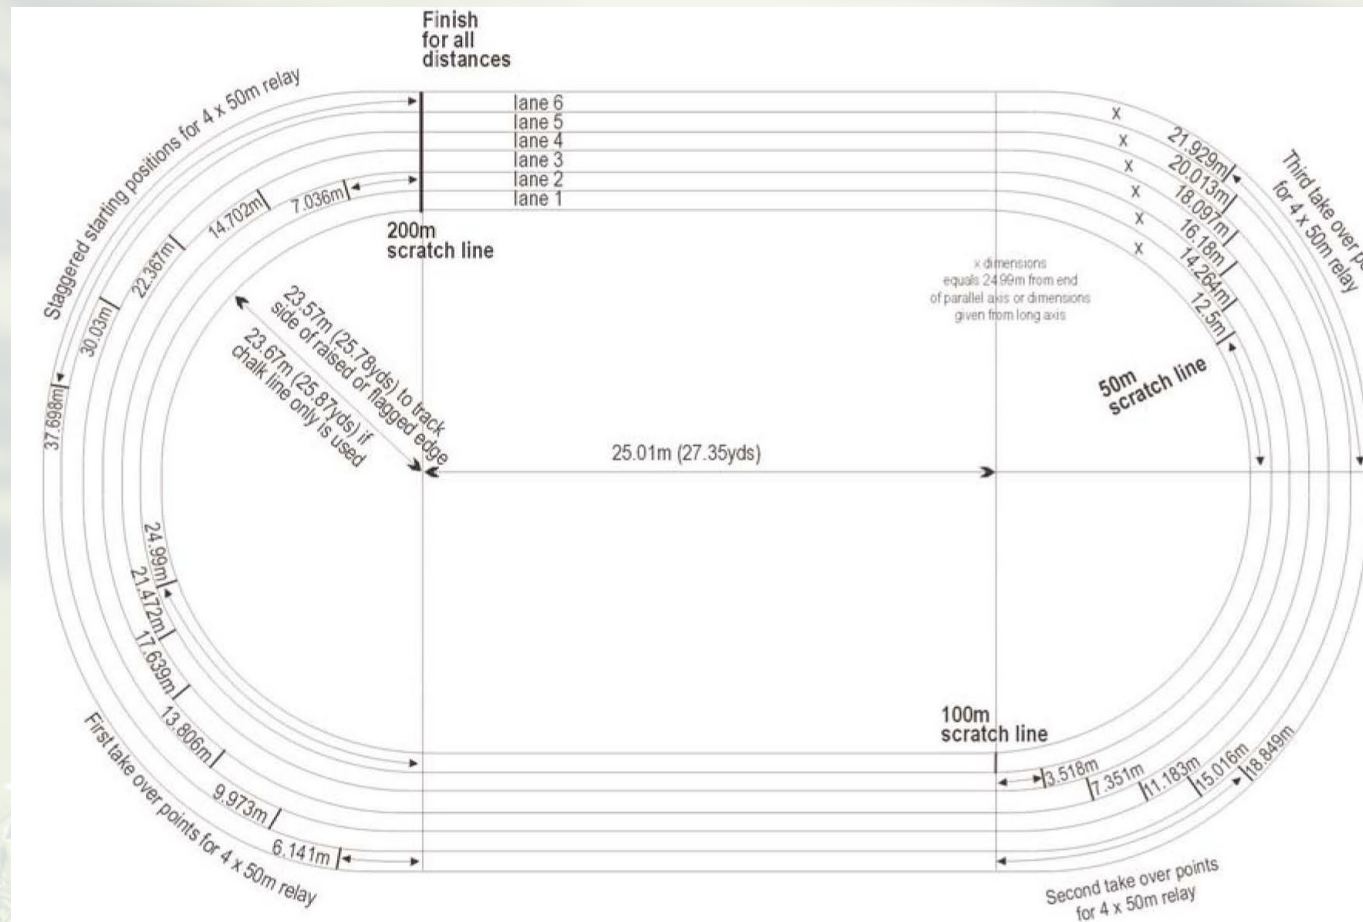 Finish
for all
distances
Staggered starting positions for 4 x 50m relay
lane 6
lane 5
lane 4
lane 3
lane 2
lane 1
7.036m
14.702m
22.367m
30.03m
37.698m
200m
scratch line
x
x
x
x
x
x
21.929m
20.013m
18.097m
16.18m
14.264m
12.5m
Third take over po
for 4 x 50m relay
x dimensions
equals 24.99m from end
of parallel axis or dimensions
given from long axis
50m
scratch line
23.57m (25.78yds) to track
side of raised or flagged edge
23.67m (25.87yds) if
chalk line only is used
25.01m (27.35yds)
24.99m
21.472m
17.639m
13.806m
9.973m
6.141m
First take over points for 4 x 50m relay
100m
scratch line
3.518m
7.351m
11.183m
15.016m
18.849m
Second take over points
for 4 x 50m relay